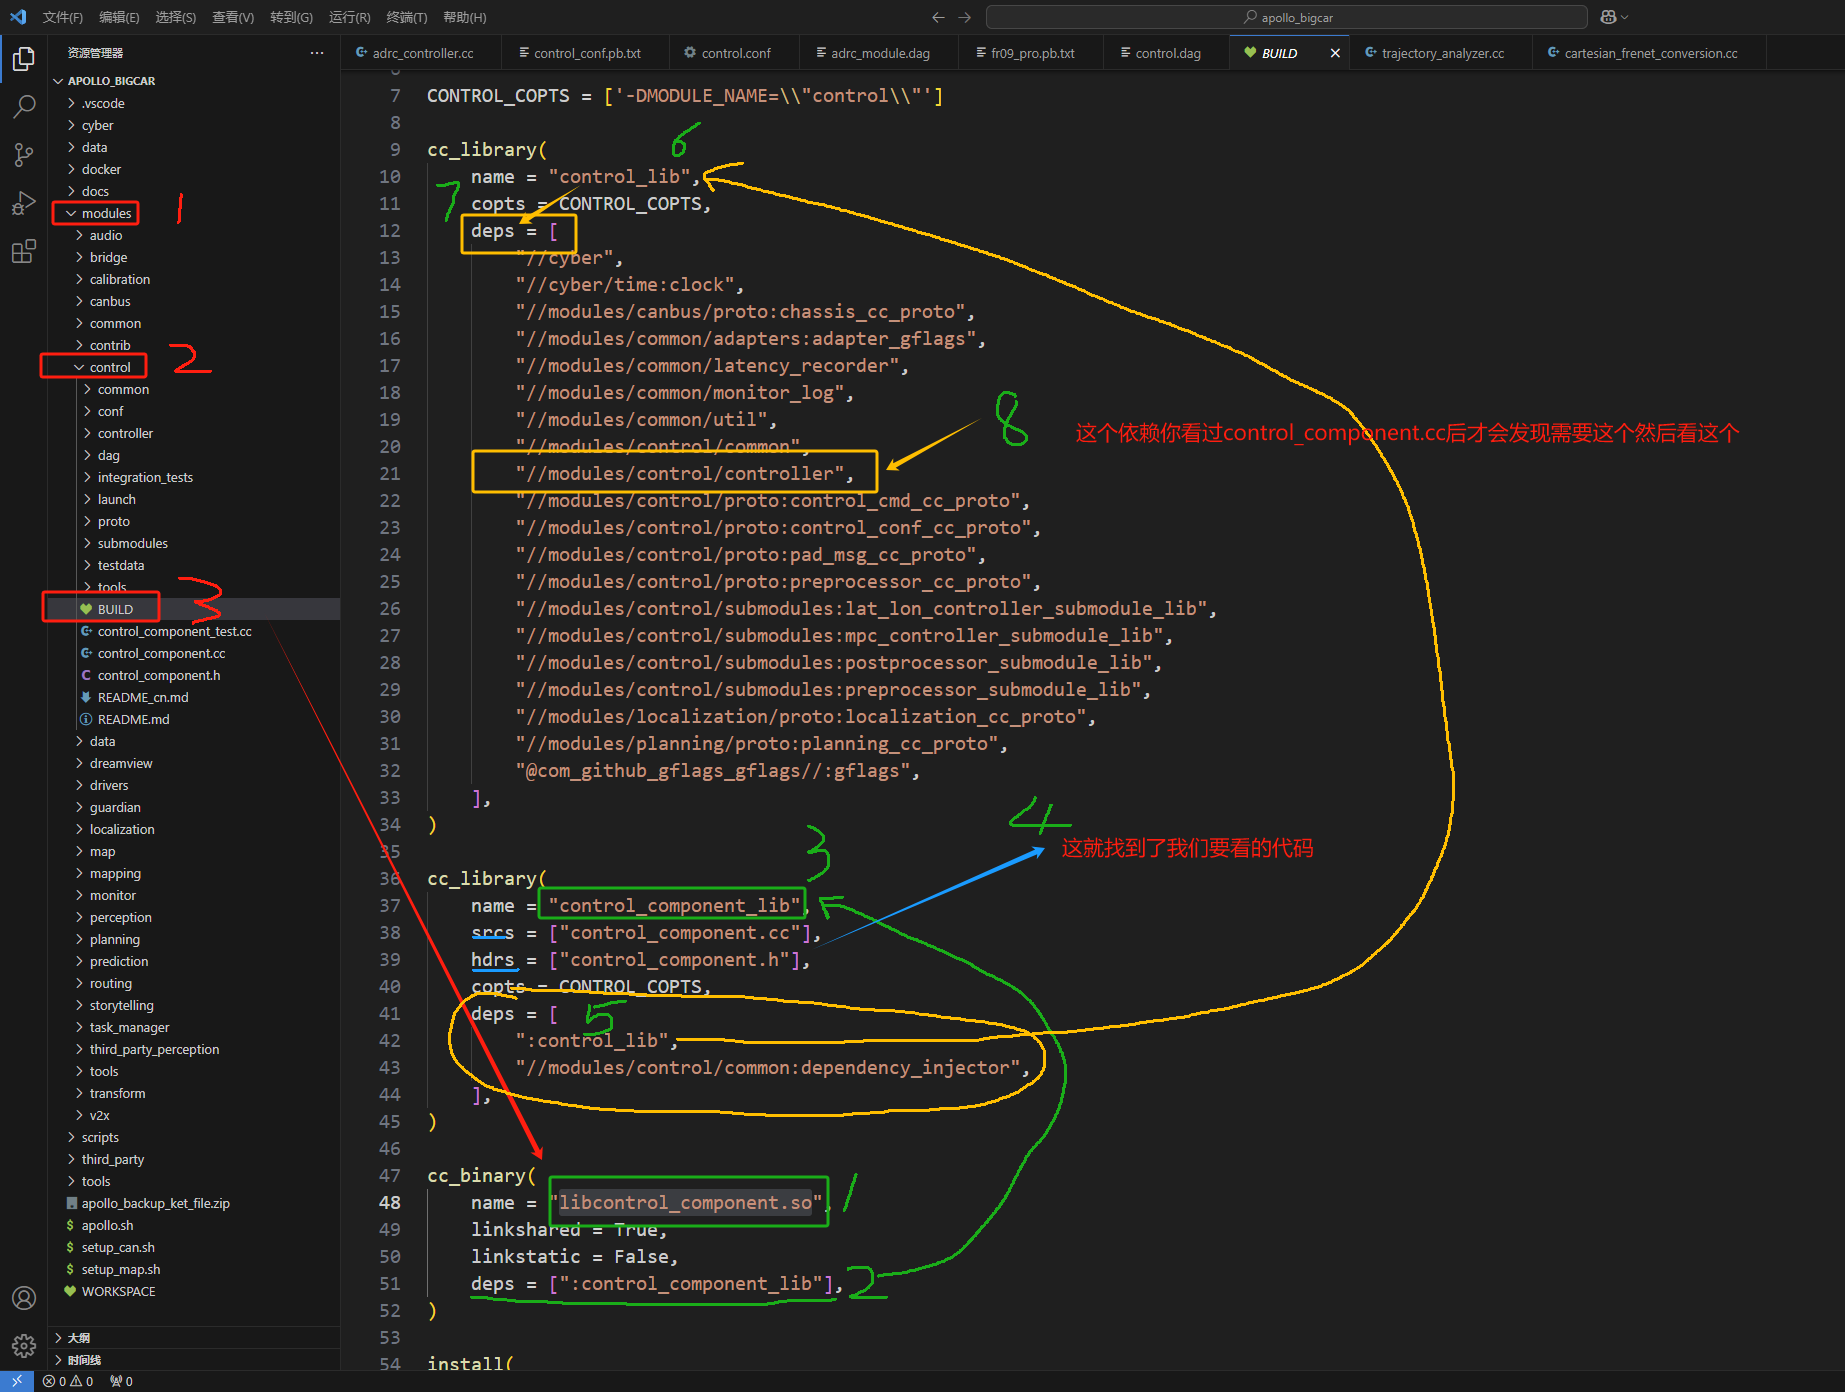 文件(F) 编辑(E) 选择(S) 查看(V) 转到(G) 运行(R) 终端(T) 帮助(H) apollo_bigcar
资源管理器 ···
adrc_controller.cc control_conf.pb.txt control.conf adrc_module.dag fr09_pro.pb.txt control.dag BUILD trajectory_analyzer.cc cartesian_frenet_conversion.cc
APOLLO_BIGCAR
.vscode
cyber
data
docker
docs
modules 1
audio
bridge
calibration
canbus
common
contrib
control 2
common
conf
controller
dag
integration_tests
launch
proto
submodules
testdata
tools
BUILD 3
control_component_test.cc
control_component.cc
control_component.h
README_cn.md
README.md
data
dreamview
drivers
guardian
localization
map
mapping
monitor
perception
planning
prediction
routing
storytelling
task_manager
third_party_perception
tools
transform
v2x
scripts
third_party
tools
apollo_backup_ket_file.zip
apollo.sh
setup_can.sh
setup_map.sh
WORKSPACE
大纲
时间线
7 CONTROL_COPTS = ['-DMODULE_NAME=\\"control\\"']
8
9 cc_library(
6
10 name = "control_lib",
7
11 copts = CONTROL_COPTS,
12 deps = [
13 "//cyber",
14 "//cyber/time:clock",
15 "//modules/canbus/proto:chassis_cc_proto",
16 "//modules/common/adapters:adapter_gflags",
17 "//modules/common/latency_recorder",
18 "//modules/common/monitor_log",
19 "//modules/common/util",
8 这个依赖你看过control_component.cc后才会发现需要这个然后看这个
20 "//modules/control/common",
21 "//modules/control/controller",
22 "//modules/control/proto:control_cmd_cc_proto",
23 "//modules/control/proto:control_conf_cc_proto",
24 "//modules/control/proto:pad_msg_cc_proto",
25 "//modules/control/proto:preprocessor_cc_proto",
26 "//modules/control/submodules:lat_lon_controller_submodule_lib",
27 "//modules/control/submodules:mpc_controller_submodule_lib",
28 "//modules/control/submodules:postprocessor_submodule_lib",
29 "//modules/control/submodules:preprocessor_submodule_lib",
30 "//modules/localization/proto:localization_cc_proto",
31 "//modules/planning/proto:planning_cc_proto",
32 "@com_github_gflags_gflags//:gflags",
33 ],
34 )
4
35
3 这就找到了我们要看的代码
36 cc_library(
37 name = "control_component_lib",
38 srcs = ["control_component.cc"],
39 hdrs = ["control_component.h"],
40 copts = CONTROL_COPTS,
41 deps = [
5
42 ":control_lib",
43 "//modules/control/common:dependency_injector",
44 ],
45 )
46
47 cc_binary(
48 name = "libcontrol_component.so", 1
49 linkshared = True,
50 linkstatic = False,
51 deps = [":control_component_lib"], 2
52 )
53
54 install(
0 0 0